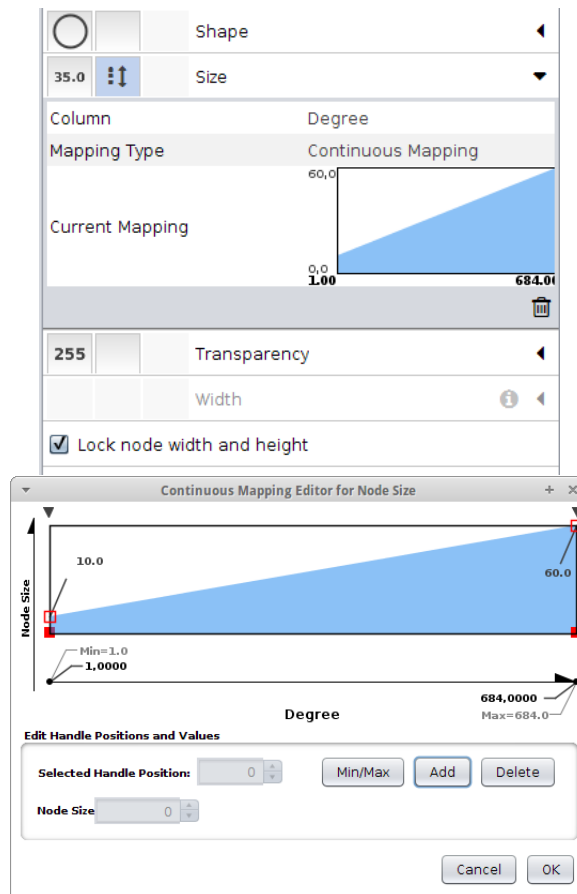 Shape
35.0 Size
Column Degree
Mapping Type Continuous Mapping
60,0
Current Mapping
0,0
1.00 684.00
255 Transparency
Width
Lock node width and height
Continuous Mapping Editor for Node Size
10.0
60.0
Node Size
Min=1.0
1,0000
684,0000
Degree Max=684.0
Edit Handle Positions and Values
Selected Handle Position: 0 Min/Max Add Delete
Node Size 0
Cancel OK